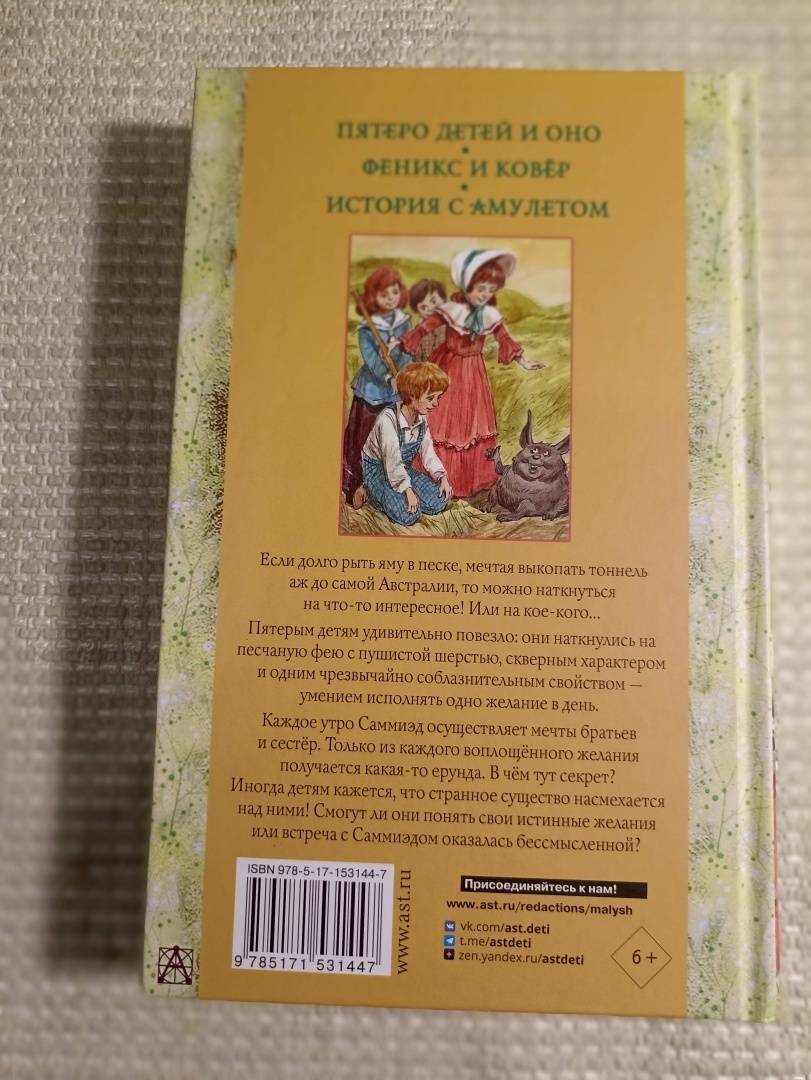 ПЯТЕРО ДЕТЕЙ И ОНО
•
ФЕНИКС И КОВЁР
•
ИСТОРИЯ С АМУЛЕТОМ
Если долго рыть яму в песке, мечтая выкопать тоннель
аж до самой Австралии, то можно наткнуться
на что-то интересное! Или на кое-кого...
Пятерым детям удивительно повезло: они наткнулись на
песчаную фею с пушистой шерстью, скверным характером
и одним чрезвычайно соблазнительным свойством —
умением исполнять одно желание в день.
Каждое утро Саммиэд осуществляет мечты братьев
и сестёр. Только из каждого воплощённого желания
получается какая-то ерунда. В чём тут секрет?
Иногда детям кажется, что странное существо насмехается
над ними! Смогут ли они понять свои истинные желания
или встреча с Саммиэдом оказалась бессмысленной?
ISBN 978-5-17-153144-7
9 785171 531447
www.ast.ru
Присоединяйтесь к нам!
www.ast.ru/redactions/malysh
vk.com/ast.deti
t.me/astdeti
zen.yandex.ru/astdeti
6+